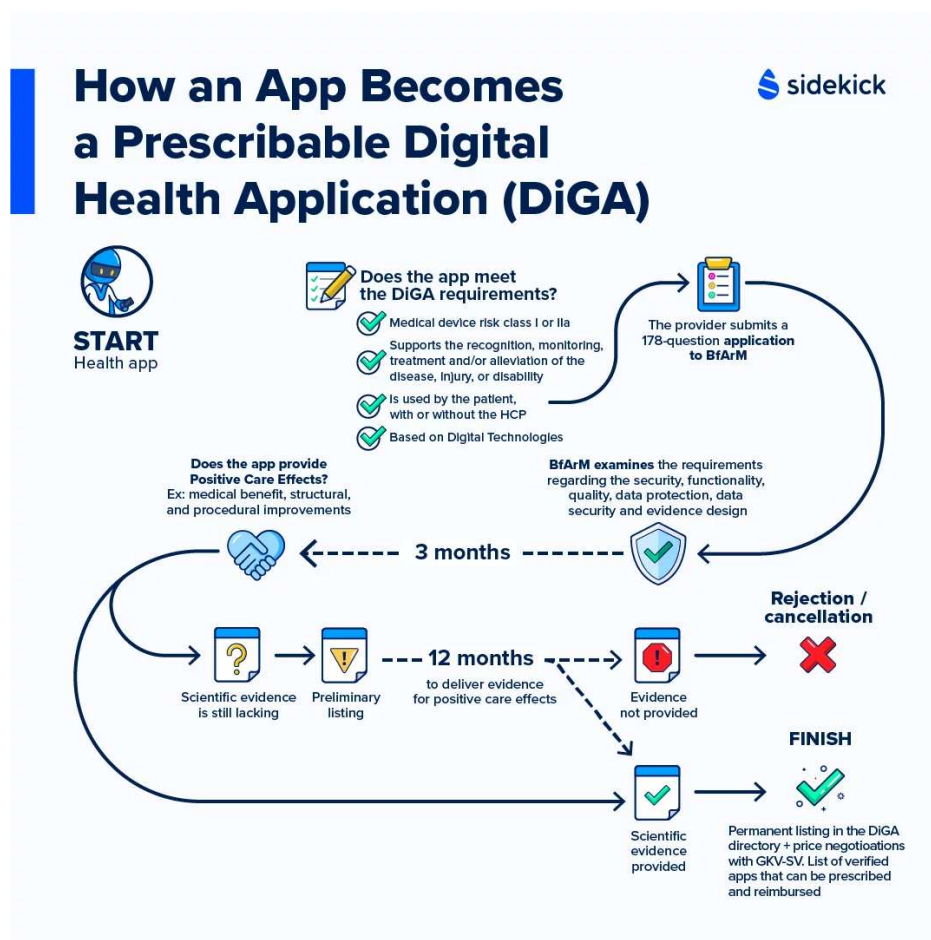 How an App Becomes
a Prescribable Digital
Health Application (DiGA)
sidekick
START
Health app
Does the app meet
the DiGA requirements?
Medical device risk class I or IIa
Supports the recognition, monitoring,
treatment and/or alleviation of the
disease, injury, or disability
Is used by the patient,
with or without the HCP
Based on Digital Technologies
The provider submits a
178-question application
to BfArM
BfArM examines the requirements
regarding the security, functionality,
quality, data protection, data
security and evidence design
3 months
Does the app provide
Positive Care Effects?
Ex: medical benefit, structural,
and procedural improvements
Scientific evidence
is still lacking
Preliminary
listing
12 months
to deliver evidence
for positive care effects
Evidence
not provided
Rejection /
cancellation
Scientific
evidence
provided
FINISH
Permanent listing in the DiGA
directory + price negotioations
with GKV-SV. List of verified
apps that can be prescribed
and reimbursed